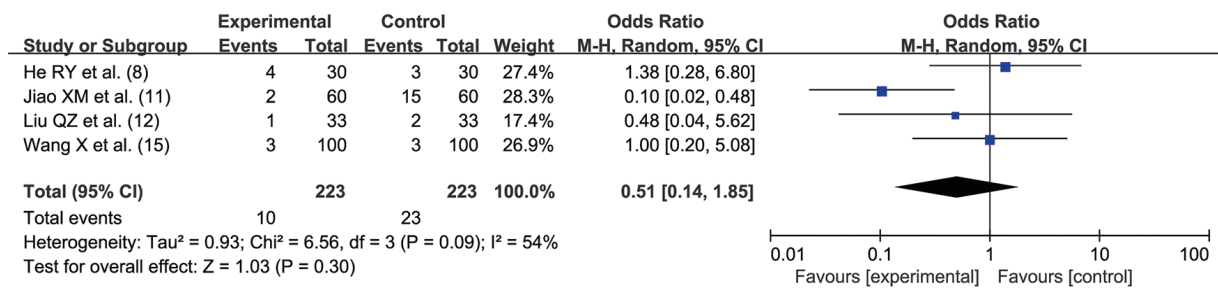 Experimental Control Odds Ratio Odds Ratio
Study or Subgroup Events Total Events Total Weight M-H, Random, 95% CI M-H, Random, 95% CI
He RY et al. (8) 4 30 3 30 27.4% 1.38 [0.28, 6.80]
Jiao XM et al. (11) 2 60 15 60 28.3% 0.10 [0.02, 0.48]
Liu QZ et al. (12) 1 33 2 33 17.4% 0.48 [0.04, 5.62]
Wang X et al. (15) 3 100 3 100 26.9% 1.00 [0.20, 5.08]
Total (95% CI) 223 223 100.0% 0.51 [0.14, 1.85]
Total events 10 23
Heterogeneity: Tau² = 0.93; Chi² = 6.56, df = 3 (P = 0.09); I² = 54%
Test for overall effect: Z = 1.03 (P = 0.30)
0.01 0.1 1 10 100
Favours [experimental] Favours [control]